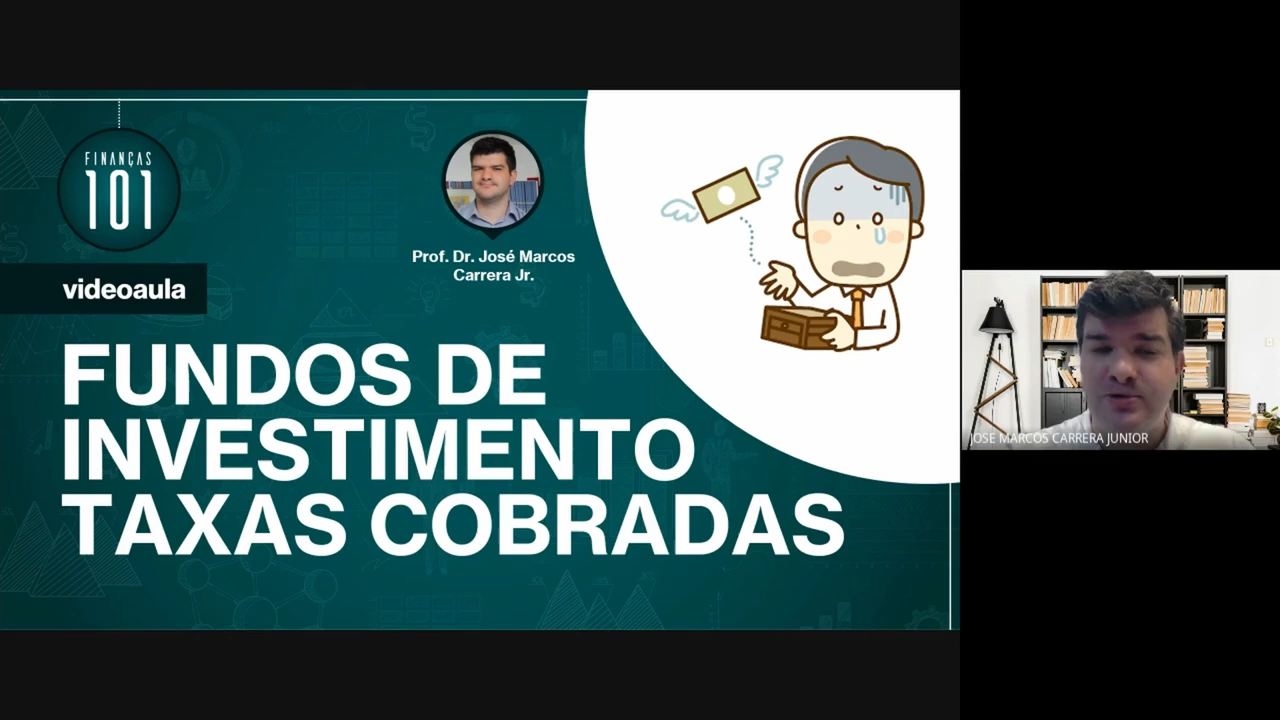 FINANÇAS
101
videoaula
Prof. Dr. José Marcos
Carrera Jr.
FUNDOS DE
INVESTIMENTO
TAXAS COBRADAS
JOSE MARCOS CARRERA JUNIOR